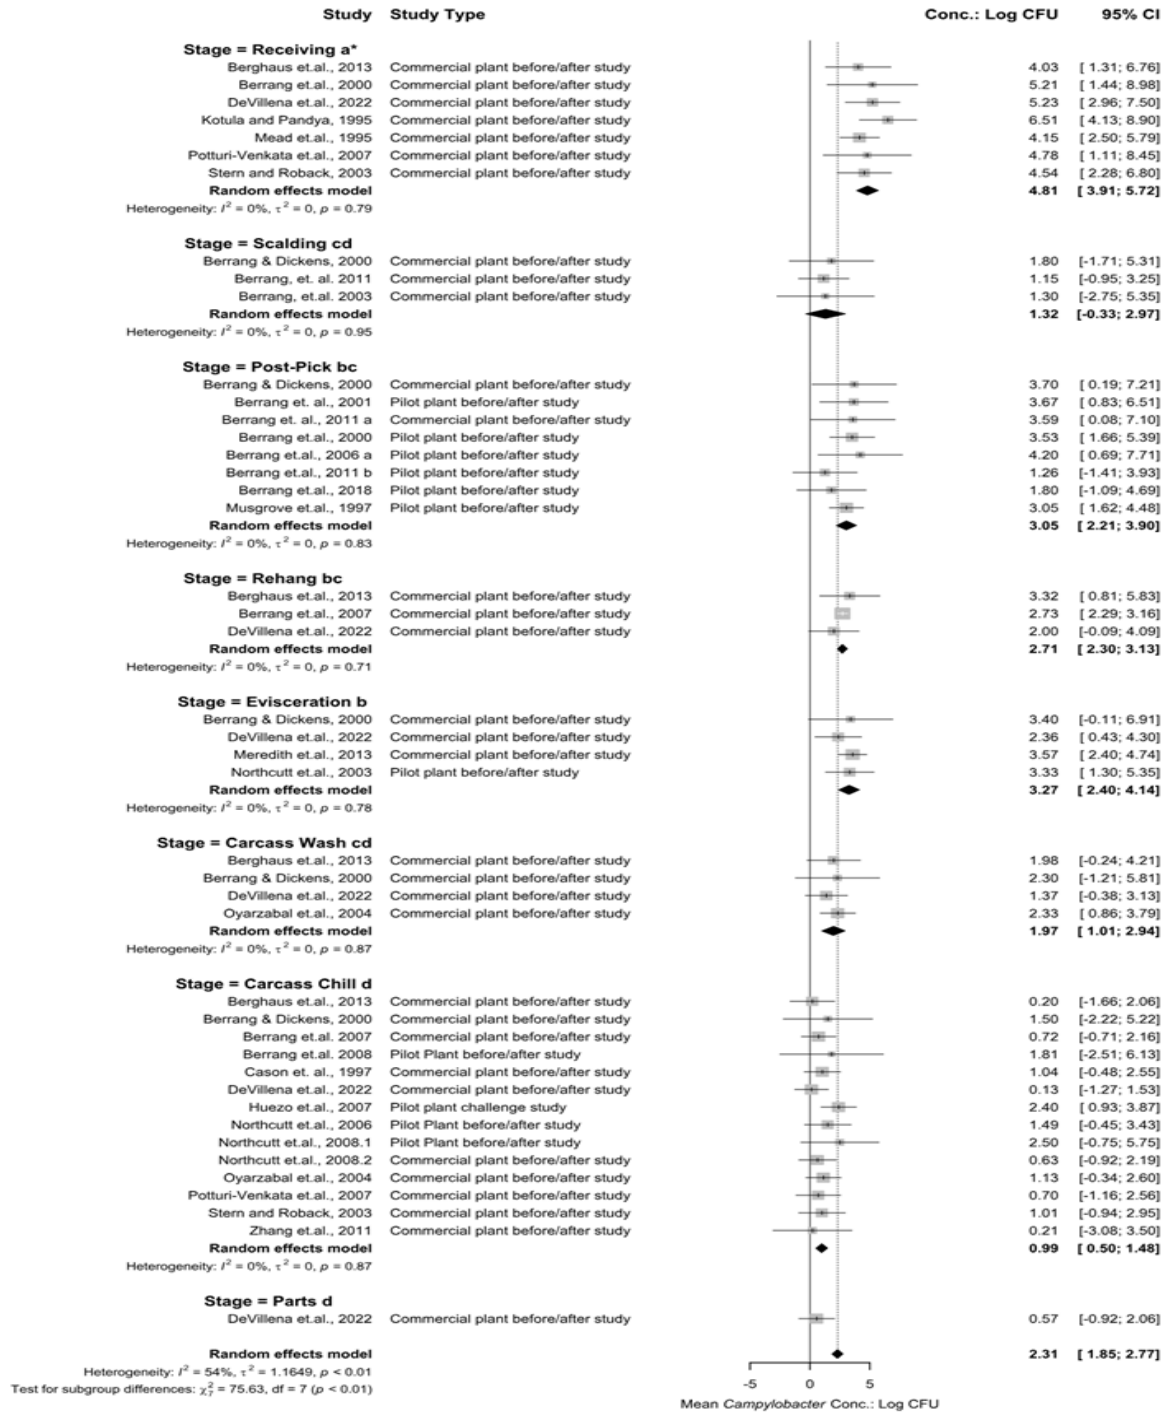 Study Study Type Conc.: Log CFU 95% CI
Stage = Receiving a*
Berghaus et.al., 2013 Commercial plant before/after study 4.03 [ 1.31; 6.76]
Berrang et.al., 2000 Commercial plant before/after study 5.21 [ 1.44; 8.98]
DeVillena et.al., 2022 Commercial plant before/after study 5.23 [ 2.96; 7.50]
Kotula and Pandya, 1995 Commercial plant before/after study 6.51 [ 4.13; 8.90]
Mead et.al., 1995 Commercial plant before/after study 4.15 [ 2.50; 5.79]
Potturi-Venkata et.al., 2007 Commercial plant before/after study 4.78 [ 1.11; 8.45]
Stern and Roback, 2003 Commercial plant before/after study 4.54 [ 2.28; 6.80]
Random effects model 4.81 [ 3.91; 5.72]
Heterogeneity: I² = 0%, τ² = 0, p = 0.79
Stage = Scalding cd
Berrang & Dickens, 2000 Commercial plant before/after study 1.80 [-1.71; 5.31]
Berrang, et. al. 2011 Commercial plant before/after study 1.15 [-0.95; 3.25]
Berrang, et.al. 2003 Commercial plant before/after study 1.30 [-2.75; 5.35]
Random effects model 1.32 [-0.33; 2.97]
Heterogeneity: I² = 0%, τ² = 0, p = 0.95
Stage = Post-Pick bc
Berrang & Dickens, 2000 Commercial plant before/after study 3.70 [ 0.19; 7.21]
Berrang et. al., 2001 Pilot plant before/after study 3.67 [ 0.83; 6.51]
Berrang et. al., 2011 a Commercial plant before/after study 3.59 [ 0.08; 7.10]
Berrang et.al., 2000 Pilot plant before/after study 3.53 [ 1.66; 5.39]
Berrang et.al., 2006 a Pilot plant before/after study 4.20 [ 0.69; 7.71]
Berrang et.al., 2011 b Pilot plant before/after study 1.26 [-1.41; 3.93]
Berrang et.al., 2018 Pilot plant before/after study 1.80 [-1.09; 4.69]
Musgrove et.al., 1997 Pilot plant before/after study 3.05 [ 1.62; 4.48]
Random effects model 3.05 [ 2.21; 3.90]
Heterogeneity: I² = 0%, τ² = 0, p = 0.83
Stage = Rehang bc
Berghaus et.al., 2013 Commercial plant before/after study 3.32 [ 0.81; 5.83]
Berrang et.al., 2007 Commercial plant before/after study 2.73 [ 2.29; 3.16]
DeVillena et.al., 2022 Commercial plant before/after study 2.00 [-0.09; 4.09]
Random effects model 2.71 [ 2.30; 3.13]
Heterogeneity: I² = 0%, τ² = 0, p = 0.71
Stage = Evisceration b
Berrang & Dickens, 2000 Commercial plant before/after study 3.40 [-0.11; 6.91]
DeVillena et.al., 2022 Commercial plant before/after study 2.36 [ 0.43; 4.30]
Meredith et.al., 2013 Commercial plant before/after study 3.57 [ 2.40; 4.74]
Northcutt et.al., 2003 Pilot plant before/after study 3.33 [ 1.30; 5.35]
Random effects model 3.27 [ 2.40; 4.14]
Heterogeneity: I² = 0%, τ² = 0, p = 0.78
Stage = Carcass Wash cd
Berghaus et.al., 2013 Commercial plant before/after study 1.98 [-0.24; 4.21]
Berrang & Dickens, 2000 Commercial plant before/after study 2.30 [-1.21; 5.81]
DeVillena et.al., 2022 Commercial plant before/after study 1.37 [-0.38; 3.13]
Oyarzabal et.al., 2004 Commercial plant before/after study 2.33 [ 0.86; 3.79]
Random effects model 1.97 [ 1.01; 2.94]
Heterogeneity: I² = 0%, τ² = 0, p = 0.87
Stage = Carcass Chill d
Berghaus et.al., 2013 Commercial plant before/after study 0.20 [-1.66; 2.06]
Berrang & Dickens, 2000 Commercial plant before/after study 1.50 [-2.22; 5.22]
Berrang et.al. 2007 Commercial plant before/after study 0.72 [-0.71; 2.16]
Berrang et.al. 2008 Pilot Plant before/after study 1.81 [-2.51; 6.13]
Cason et. al., 1997 Commercial plant before/after study 1.04 [-0.48; 2.55]
DeVillena et.al., 2022 Commercial plant before/after study 0.13 [-1.27; 1.53]
Huezo et.al., 2007 Pilot plant challenge study 2.40 [ 0.93; 3.87]
Northcutt et.al., 2006 Pilot Plant before/after study 1.49 [-0.45; 3.43]
Northcutt et.al., 2008.1 Pilot Plant before/after study 2.50 [-0.75; 5.75]
Northcutt et.al., 2008.2 Commercial plant before/after study 0.63 [-0.92; 2.19]
Oyarzabal et.al., 2004 Commercial plant before/after study 1.13 [-0.34; 2.60]
Potturi-Venkata et.al., 2007 Commercial plant before/after study 0.70 [-1.16; 2.56]
Stern and Roback, 2003 Commercial plant before/after study 1.01 [-0.94; 2.95]
Zhang et.al., 2011 Commercial plant before/after study 0.21 [-3.08; 3.50]
Random effects model 0.99 [ 0.50; 1.48]
Heterogeneity: I² = 0%, τ² = 0, p = 0.87
Stage = Parts d
DeVillena et.al., 2022 Commercial plant before/after study 0.57 [-0.92; 2.06]
Random effects model 2.31 [ 1.85; 2.77]
Heterogeneity: I² = 54%, τ² = 1.1649, p < 0.01
Test for subgroup differences: χ²₇ = 75.63, df = 7 (p < 0.01)
-5 0 5
Mean Campylobacter Conc.: Log CFU